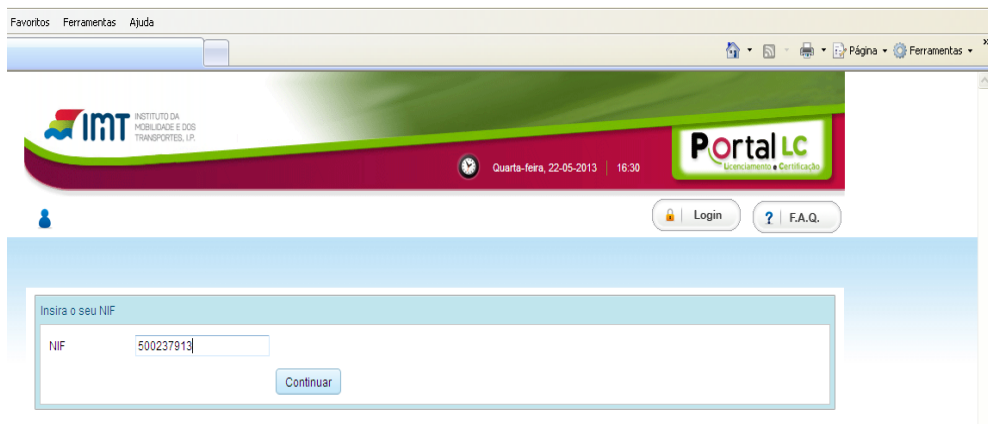 Favoritos Ferramentas Ajuda
Página Ferramentas »
IMT INSTITUTO DA
MOBILIDADE E DOS
TRANSPORTES, I.P.
Quarta-feira, 22-05-2013 | 16:30
Portal LC
Licenciamento e Certificação
Login
? F.A.Q.
Insira o seu NIF
NIF 500237913
Continuar